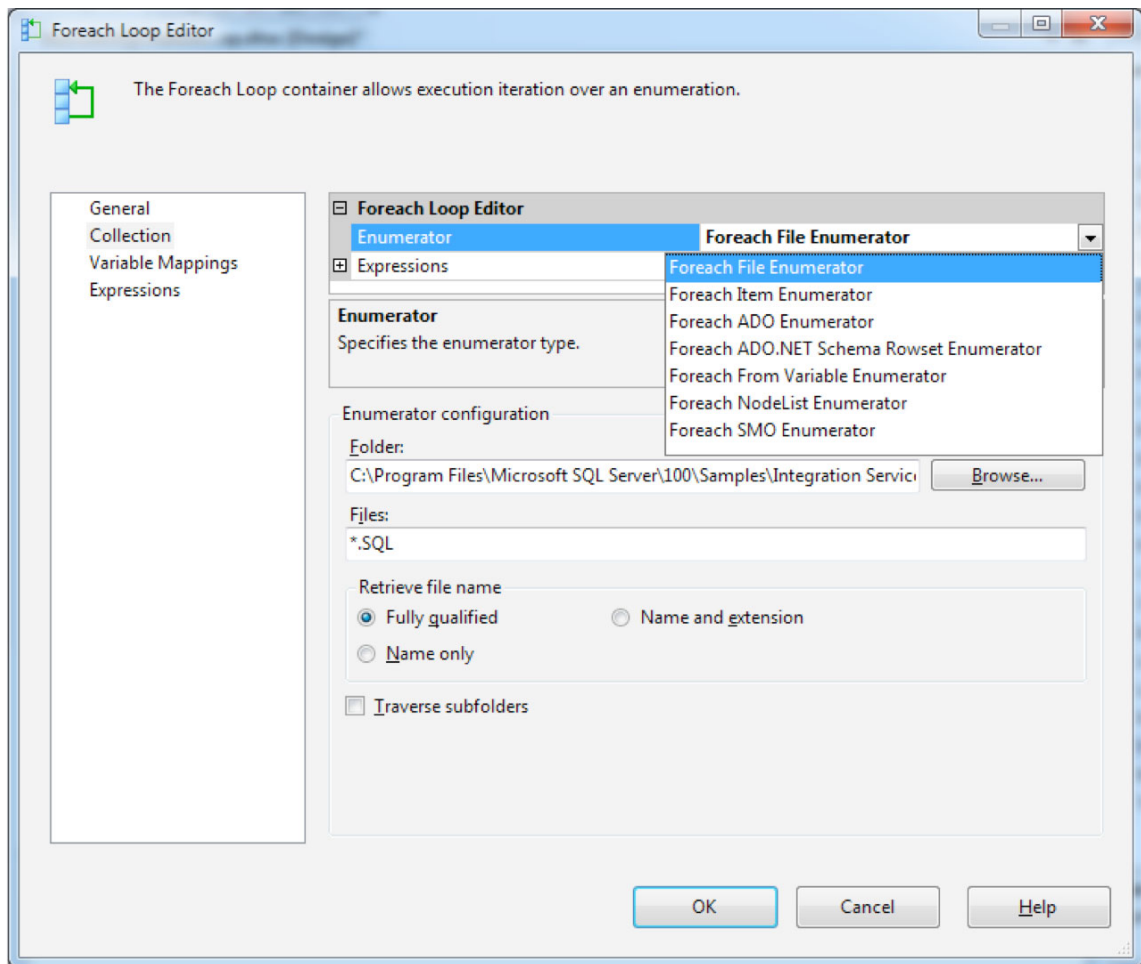 Foreach Loop Editor
The Foreach Loop container allows execution iteration over an enumeration.
General
Collection
Variable Mappings
Expressions
Foreach Loop Editor
Enumerator Foreach File Enumerator
Expressions
Foreach File Enumerator
Foreach Item Enumerator
Foreach ADO Enumerator
Foreach ADO.NET Schema Rowset Enumerator
Foreach From Variable Enumerator
Foreach NodeList Enumerator
Foreach SMO Enumerator
Enumerator
Specifies the enumerator type.
Enumerator configuration
Folder:
C:\Program Files\Microsoft SQL Server\100\Samples\Integration Servic
Browse...
Files:
*.SQL
Retrieve file name
Fully qualified Name and extension
Name only
Traverse subfolders
OK Cancel Help